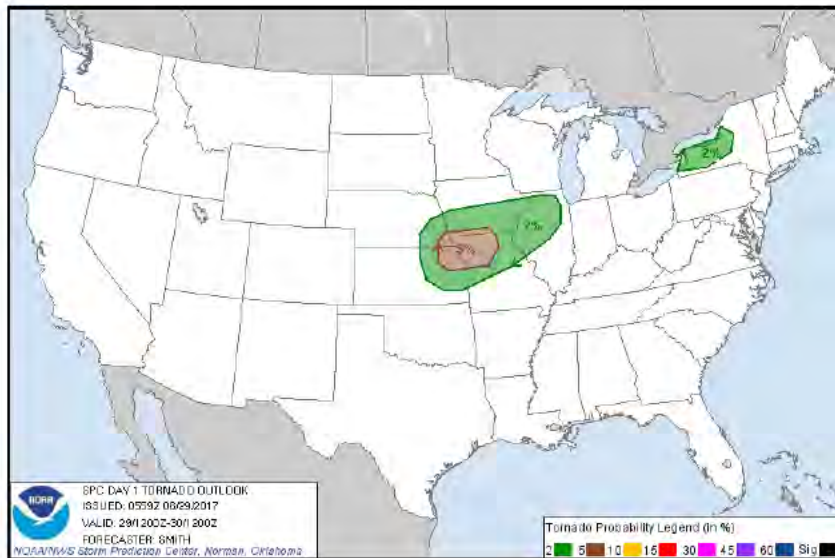 2%
2%
5%
NOAA
SPC DAY 1 TORNADO OUTLOOK
ISSUED: 0559Z 06/29/2017
VALID: 29/1200Z-30/1200Z
FORECASTER: SMITH
NOAA/NWS Storm Prediction Center, Norman, Oklahoma
Tornado Probability Legend (in %)
2 5 10 15 30 45 60 Sig